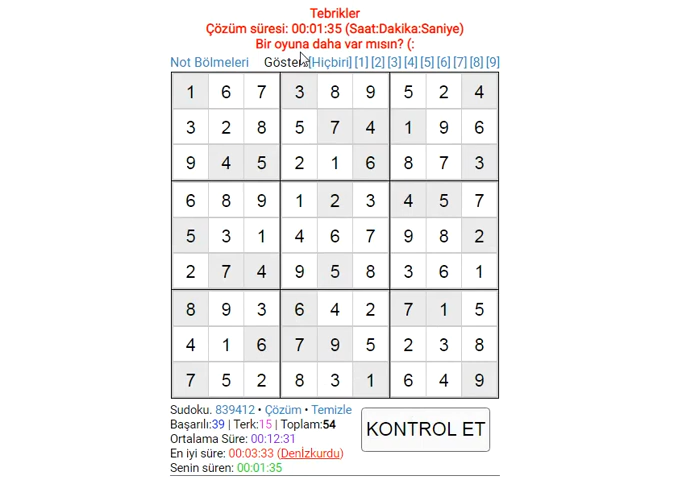 Tebrikler
Çözüm süresi: 00:01:35 (Saat:Dakika:Saniye)
Bir oyuna daha var mısın? (:
Not Bölmeleri Göster [Hiçbiri] [1] [2] [3] [4] [5] [6] [7] [8] [9]
1 6 7 3 8 9 5 2 4
3 2 8 5 7 4 1 9 6
9 4 5 2 1 6 8 7 3
6 8 9 1 2 3 4 5 7
5 3 1 4 6 7 9 8 2
2 7 4 9 5 8 3 6 1
8 9 3 6 4 2 7 1 5
4 1 6 7 9 5 2 3 8
7 5 2 8 3 1 6 4 9
Sudoku. 839412 • Çözüm • Temizle
Başarılı:39 | Terk:15 | Toplam:54
Ortalama Süre: 00:12:31
En iyi süre: 00:03:33 (Denİzkurdu)
Senin süren: 00:01:35
KONTROL ET